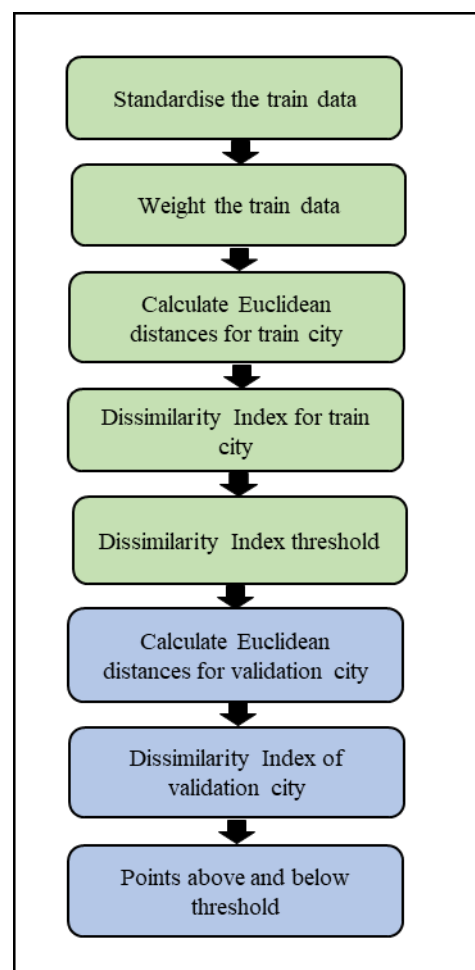 Standardise the train data
Weight the train data
Calculate Euclidean
distances for train city
Dissimilarity Index for train
city
Dissimilarity Index threshold
Calculate Euclidean
distances for validation city
Dissimilarity Index of
validation city
Points above and below
threshold